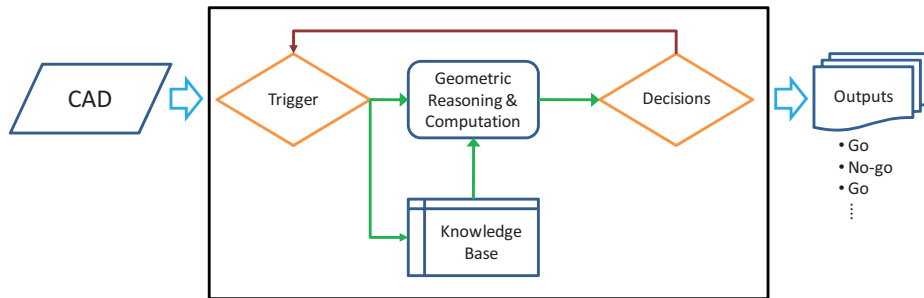 CAD
Trigger
Geometric
Reasoning &
Computation
Decisions
Outputs
• Go
• No-go
• Go
⋮
Knowledge
Base